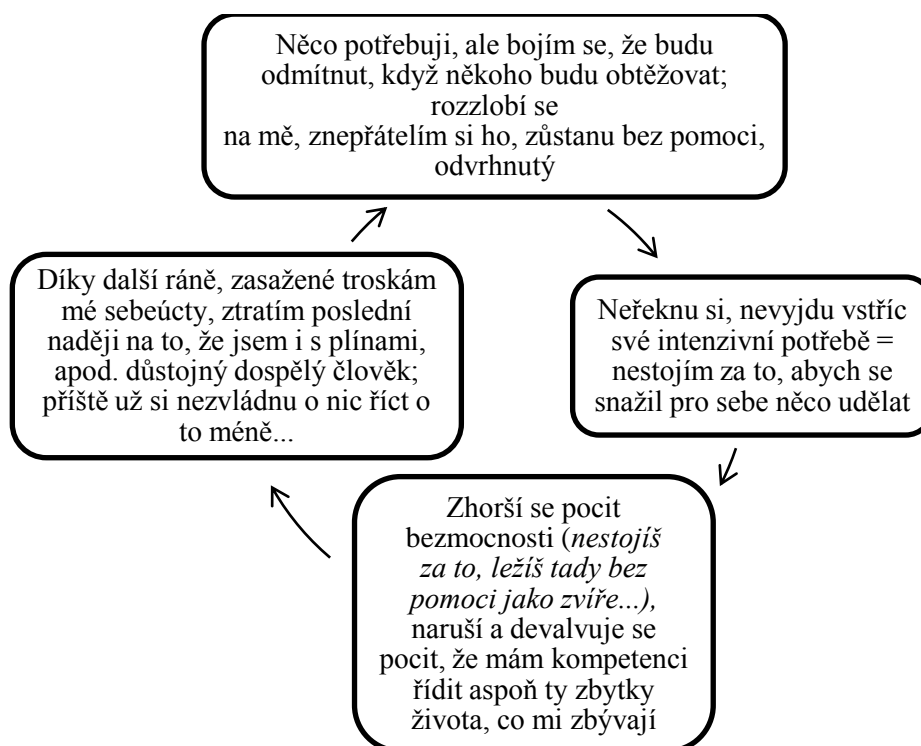 Něco potřebuji, ale bojím se, že budu
odmítnut, když někoho budu obtěžovat;
rozzlobí se
na mě, znepřátelím si ho, zůstanu bez pomoci,
odvrhnutý
Neřeknu si, nevyjdu vstříc
své intenzivní potřebě =
nestojím za to, abych se
snažil pro sebe něco udělat
Zhorší se pocit
bezmocnosti (nestojíš
za to, ležíš tady bez
pomoci jako zvíře...),
naruší a devalvuje se
pocit, že mám kompetenci
řídit aspoň ty zbytky
života, co mi zbývají
Díky další ráně, zasažené troskám
mé sebeúcty, ztratím poslední
naději na to, že jsem i s plínami,
apod. důstojný dospělý člověk;
příště už si nezvládnu o nic říct o
to méně...